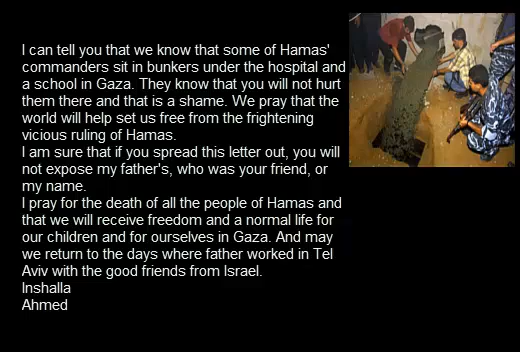 I can tell you that we know that some of Hamas'
commanders sit in bunkers under the hospital and
a school in Gaza. They know that you will not hurt
them there and that is a shame. We pray that the
world will help set us free from the frightening
vicious ruling of Hamas.
I am sure that if you spread this letter out, you will
not expose my father's, who was your friend, or
my name.
I pray for the death of all the people of Hamas and
that we will receive freedom and a normal life for
our children and for ourselves in Gaza. And may
we return to the days where father worked in Tel
Aviv with the good friends from Israel.
Inshalla
Ahmed